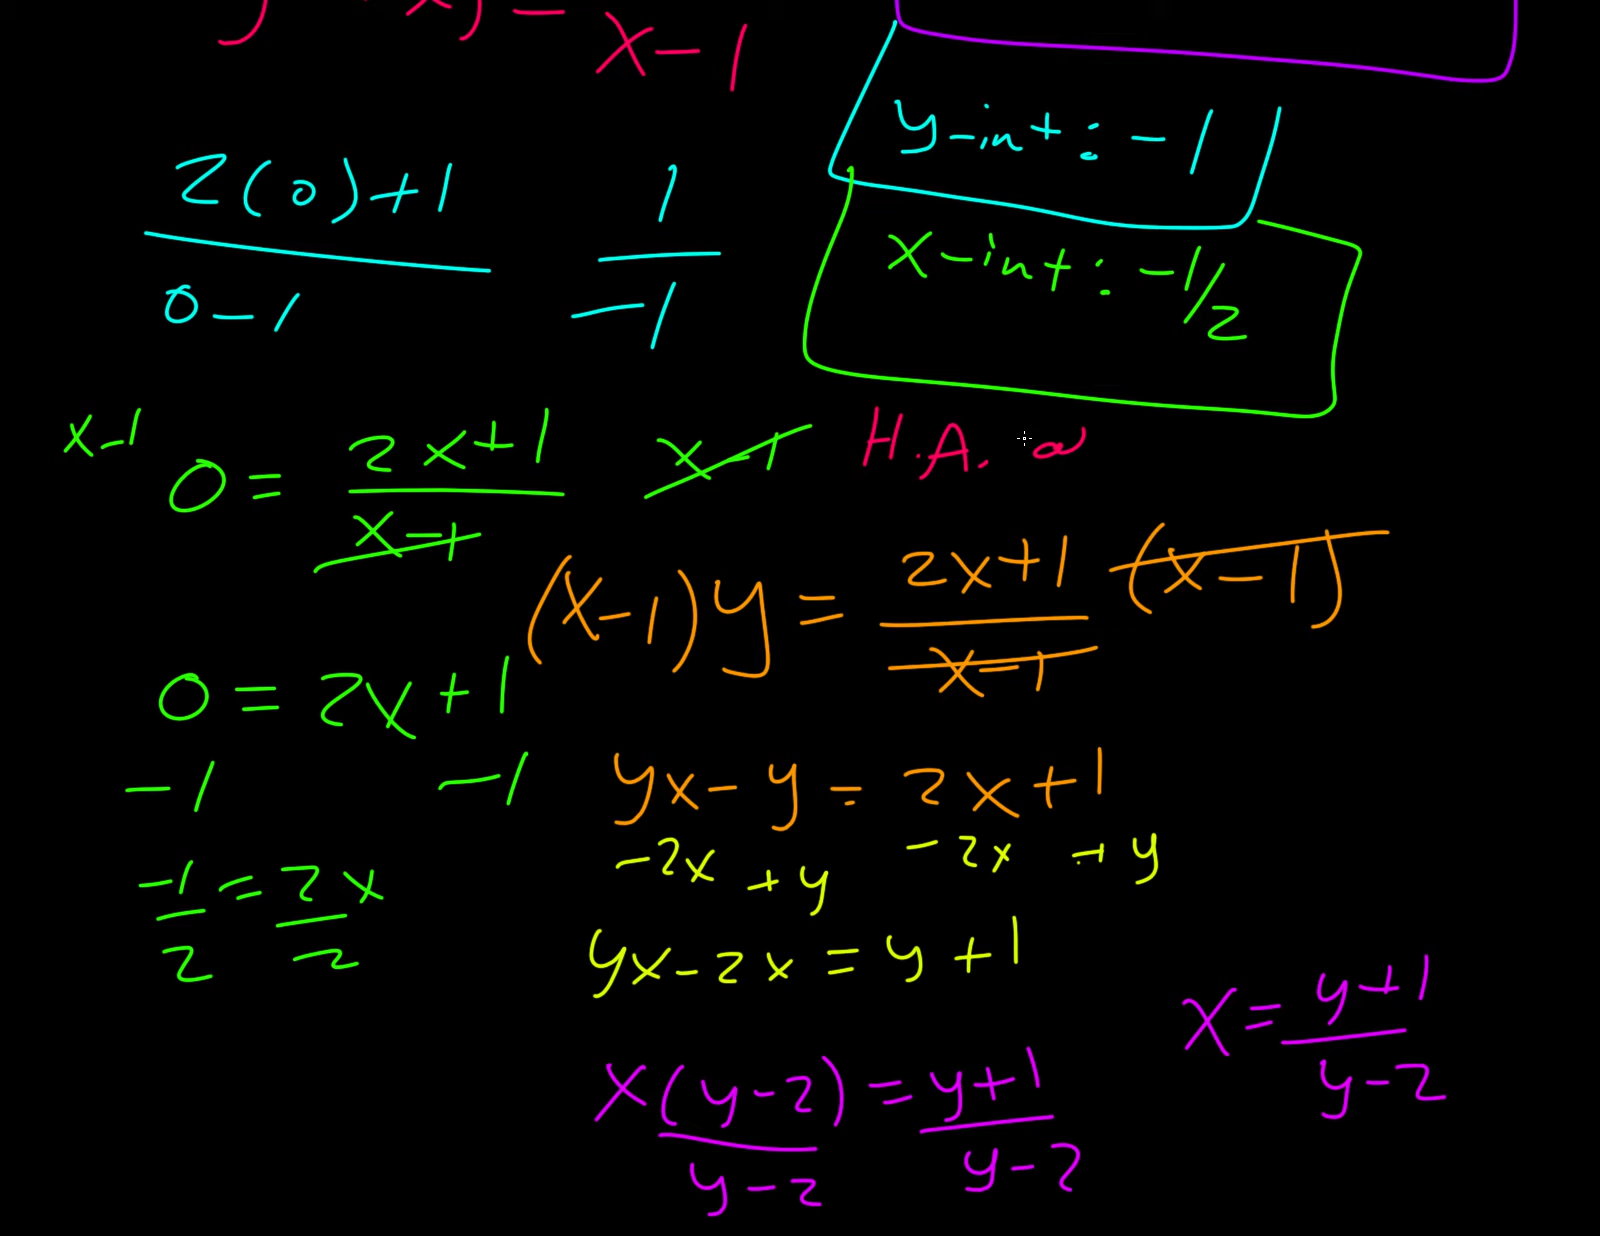 x-1
y-int: -1
2(0)+1 1
0-1 -1
x-int: -1/2
x-1 0 = 2x+1 x-1
x-1
H.A.
(x-1)y = 2x+1 (x-1)
x-1
0 = 2x+1
-1 -1
-1 = 2x
2 2
yx-y = 2x+1
-2x +y -2x +y
yx-2x = y+1
x(y-2) = y+1
y-2 y-2
x = y+1
y-2